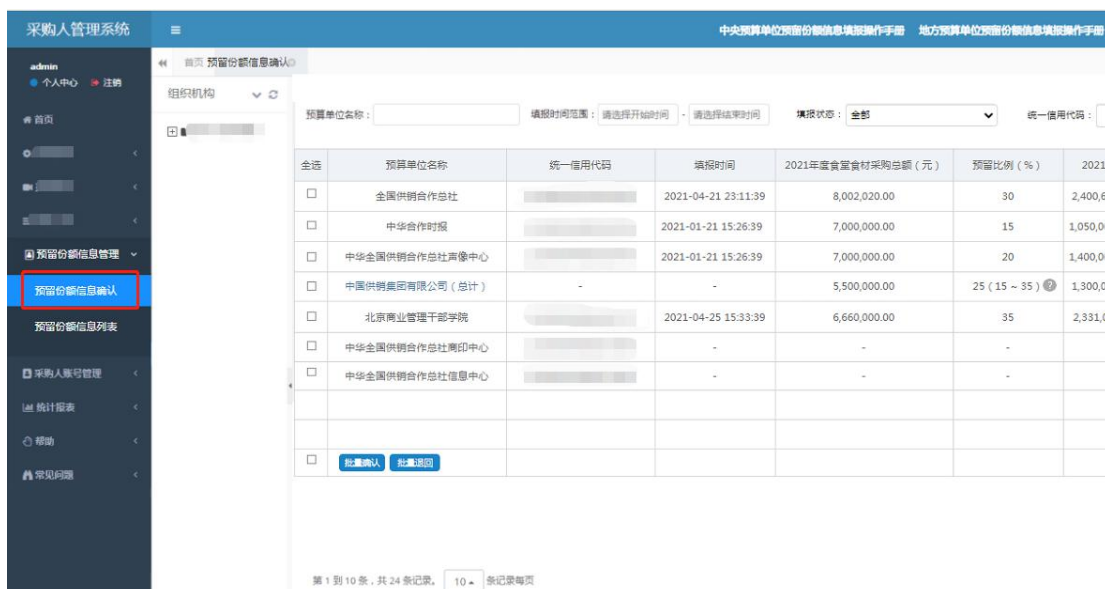 采购人管理系统
中央预算单位预留份额信息填报操作手册 地方预算单位预留份额信息填报操作手册
admin
个人中心 注销
首页 预留份额信息确认
组织机构
首页
预留份额信息管理
预留份额信息确认
预留份额信息列表
采购人账号管理
统计报表
帮助
常见问题
预算单位名称： 填报时间范围： 请选择开始时间 - 请选择结束时间 填报状态： 全部 统一信用代码：
全选 预算单位名称 统一信用代码 填报时间 2021年度食堂食材采购总额（元） 预留比例（%） 2021
全国供销合作总社 2021-04-21 23:11:39 8,002,020.00 30 2,400,6
中华合作时报 2021-01-21 15:26:39 7,000,000.00 15 1,050,0
中华全国供销合作总社声像中心 2021-01-21 15:26:39 7,000,000.00 20 1,400,0
中国供销集团有限公司（总计） - - 5,500,000.00 25（15～35） 1,300,0
北京商业管理干部学院 2021-04-25 15:33:39 6,660,000.00 35 2,331,0
中华全国供销合作总社商印中心 - - -
中华全国供销合作总社信息中心 - - -
批量确认 批量退回
第 1 到 10 条，共 24 条记录。 10 条记录每页